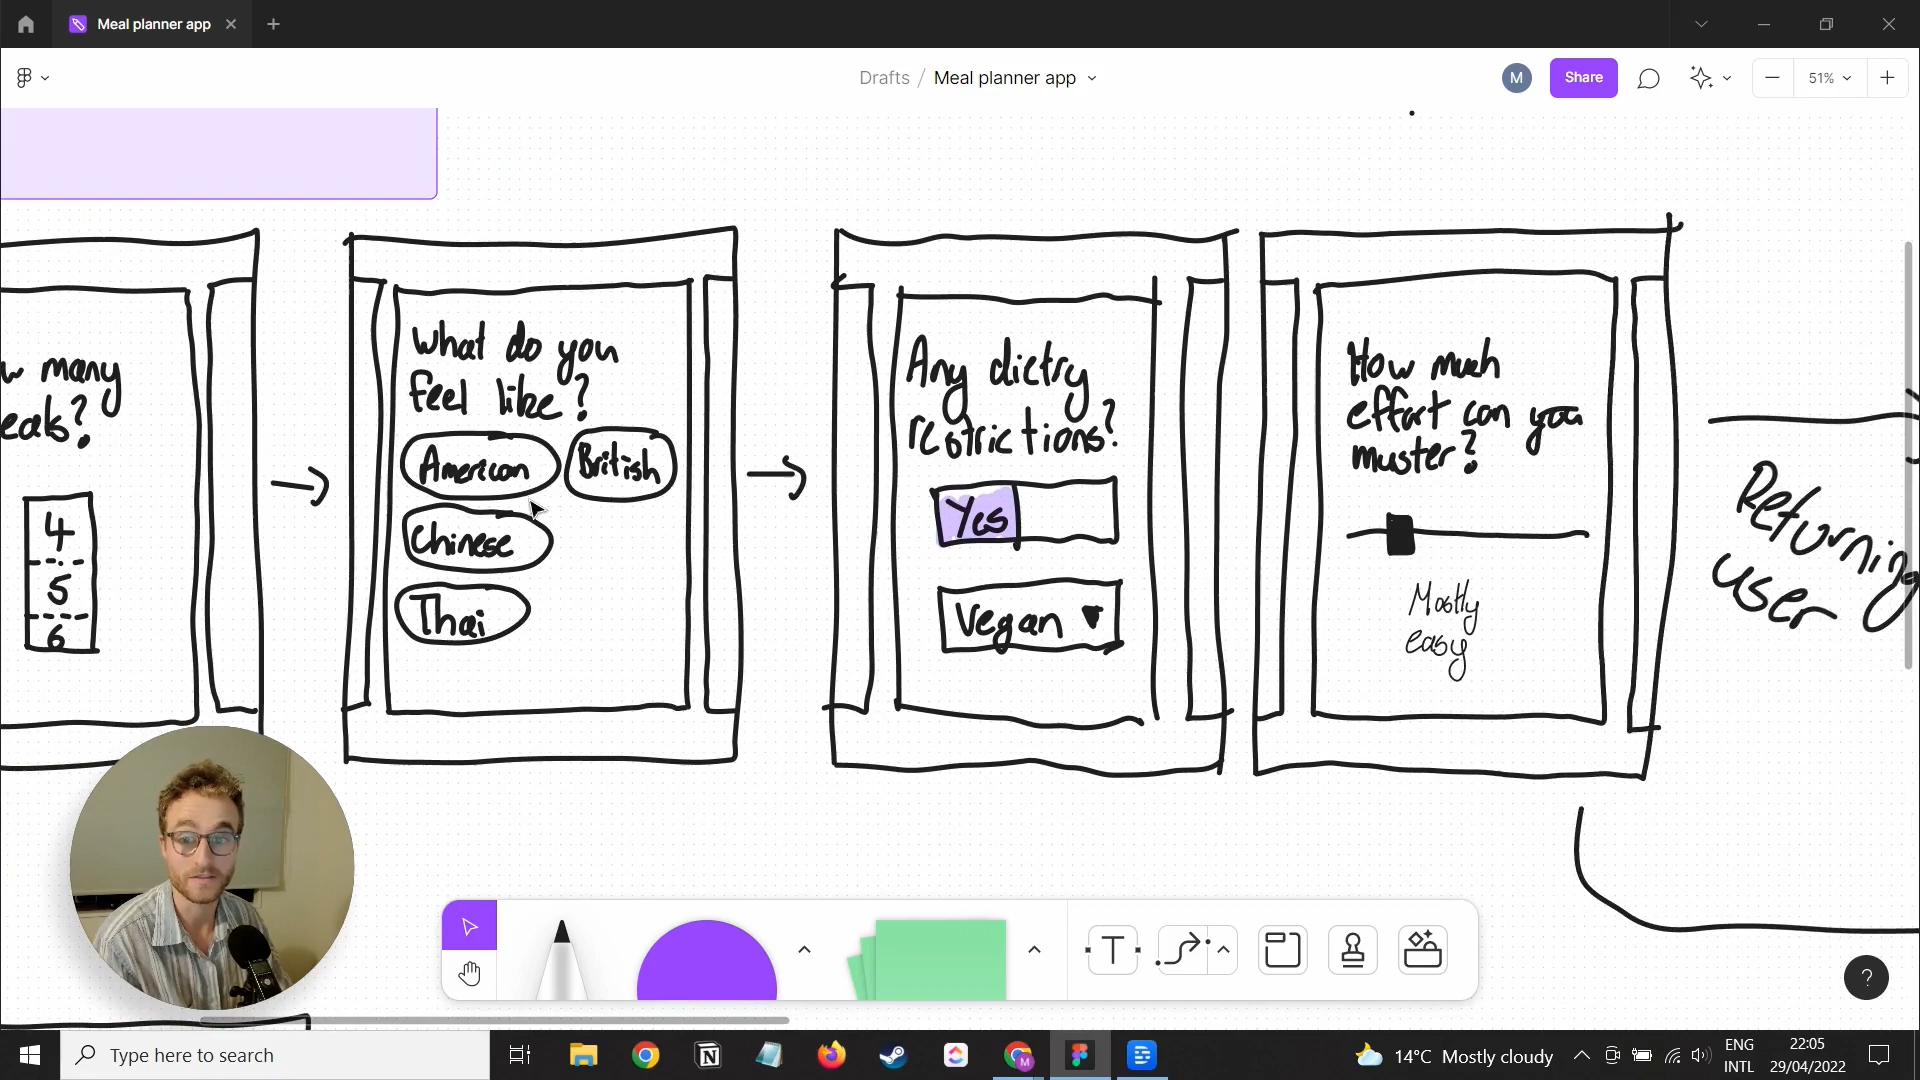 Meal planner app
Drafts / Meal planner app
M
Share
51%
many
What do you
feel like?
American
British
Chinese
Thai
4
5
6
Any dietry
restrictions?
Yes
Vegan
How much
effort can you
muster?
Mostly
easy
Returning
user
T
?
Type here to search
N
M
14°C Mostly cloudy
ENG
INTL
22:05
29/04/2022